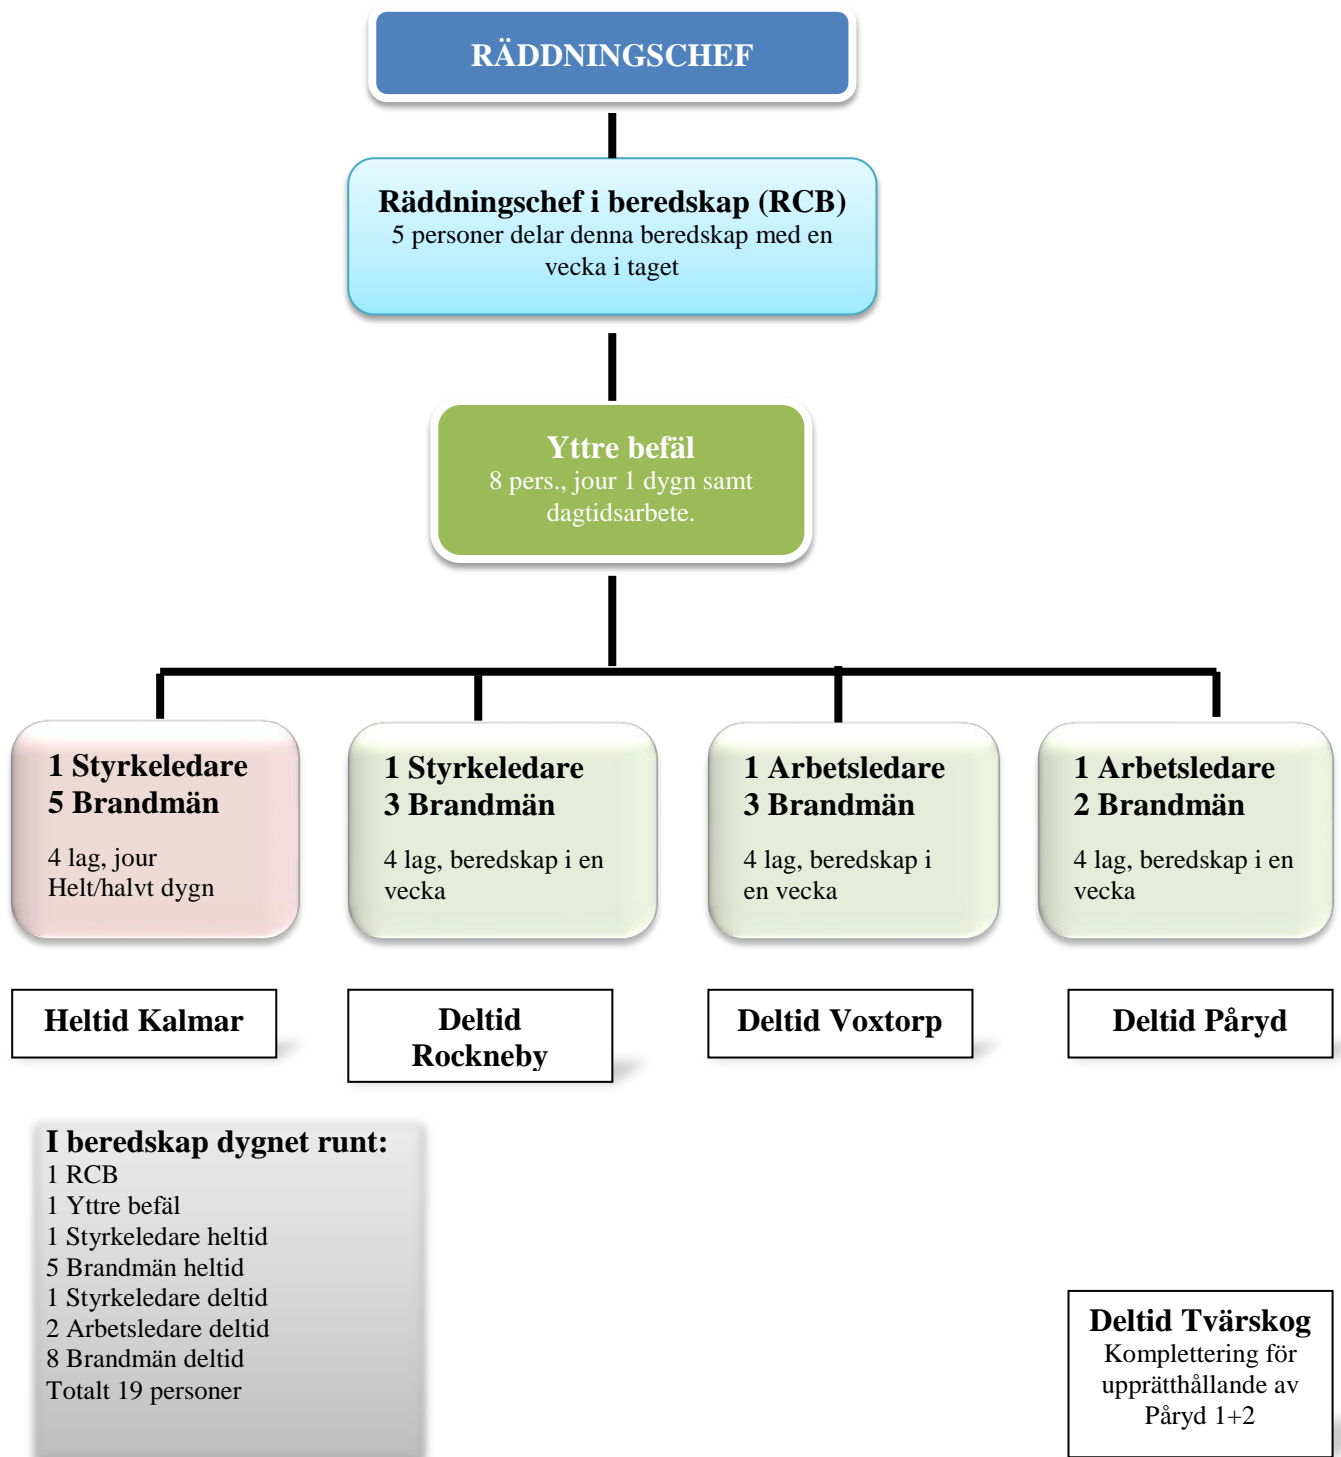 RÄDDNINGSCHEF
Räddningschef i beredskap (RCB)
5 personer delar denna beredskap med en
vecka i taget
Yttre befäl
8 pers., jour 1 dygn samt
dagtidsarbete.
1 Styrkeledare
5 Brandmän
4 lag, jour
Helt/halvt dygn
1 Styrkeledare
3 Brandmän
4 lag, beredskap i en
vecka
1 Arbetsledare
3 Brandmän
4 lag, beredskap i
en vecka
1 Arbetsledare
2 Brandmän
4 lag, beredskap i en
vecka
Heltid Kalmar
Deltid
Rockneby
Deltid Voxtorp
Deltid Påryd
I beredskap dygnet runt:
1 RCB
1 Yttre befäl
1 Styrkeledare heltid
5 Brandmän heltid
1 Styrkeledare deltid
2 Arbetsledare deltid
8 Brandmän deltid
Totalt 19 personer
Deltid Tvärskog
Komplettering för
upprätthållande av
Påryd 1+2